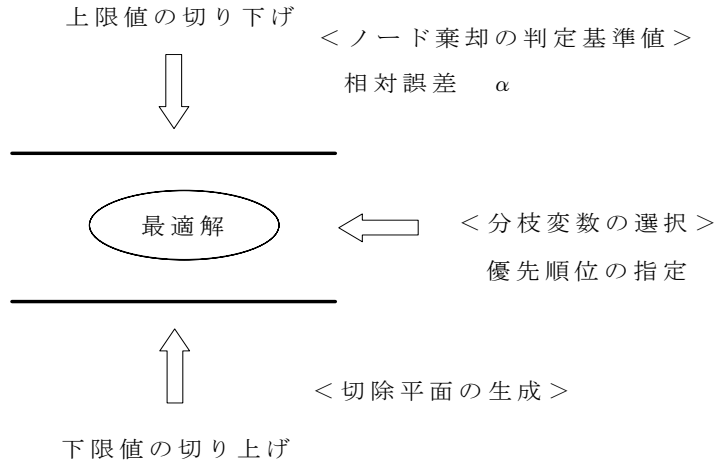 上限値の切り下げ
＜ノード棄却の判定基準値＞
相対誤差　α
最適解
＜分枝変数の選択＞
優先順位の指定
＜切除平面の生成＞
下限値の切り上げ